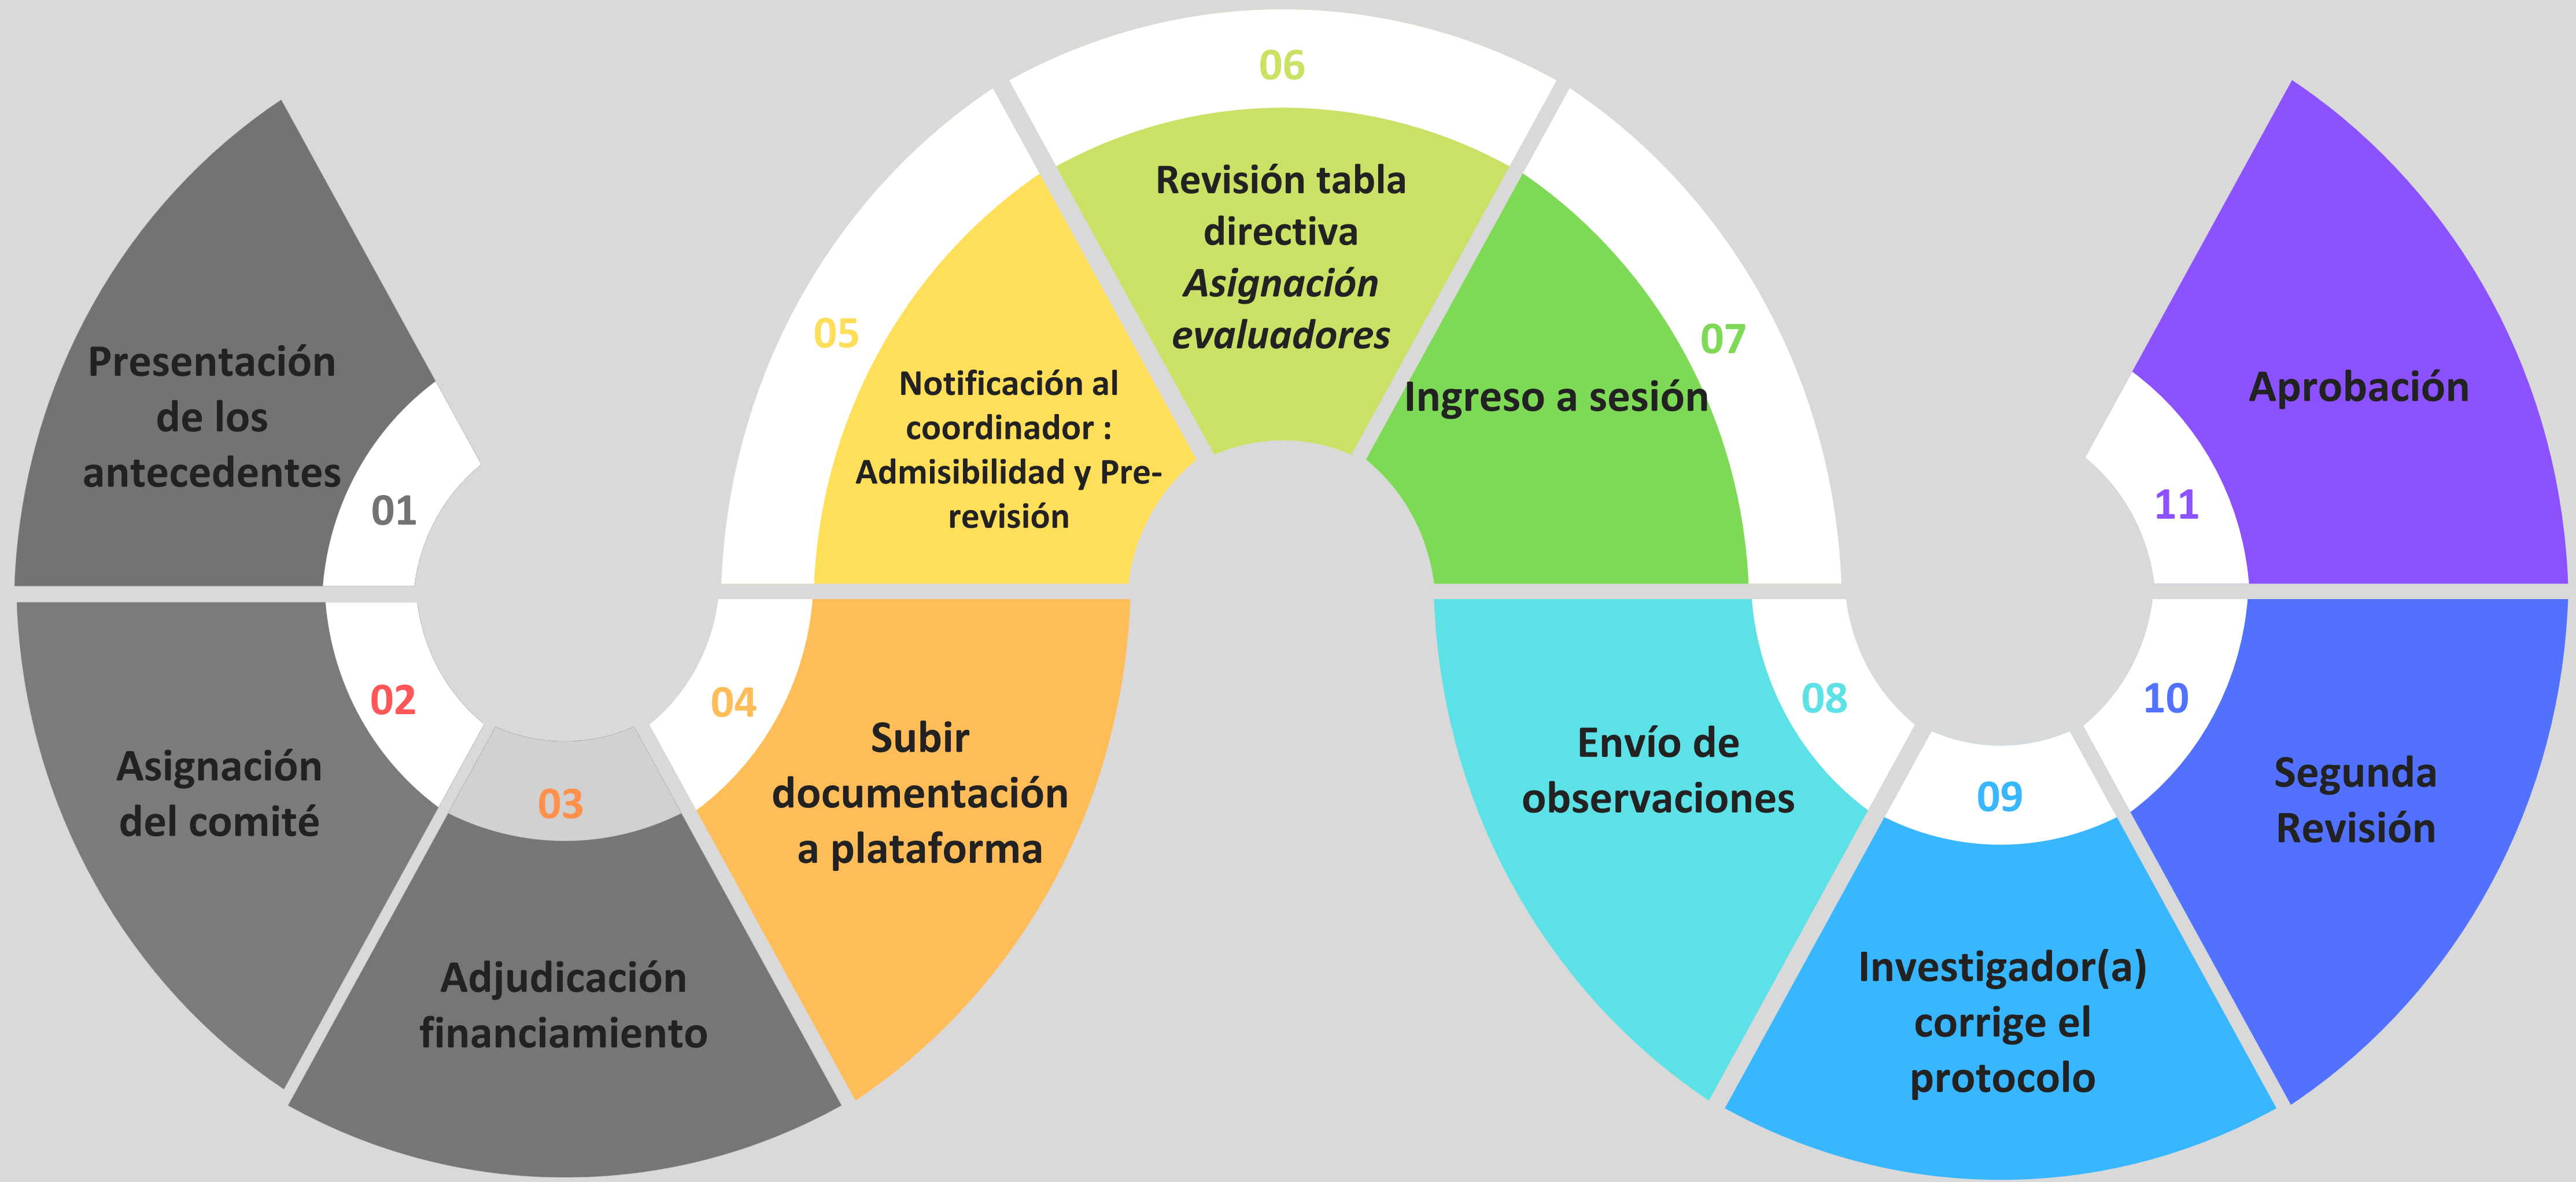 Presentación
de los
antecedentes
01
02
Asignación
del comité
03
Adjudicación
financiamiento
04
Subir
documentación
a plataforma
05
Notificación al
coordinador :
Admisibilidad y Pre-
revisión
06
Revisión tabla
directiva
Asignación
evaluadores
07
Ingreso a sesión
08
Envío de
observaciones
09
Investigador(a)
corrige el
protocolo
10
Segunda
Revisión
11
Aprobación